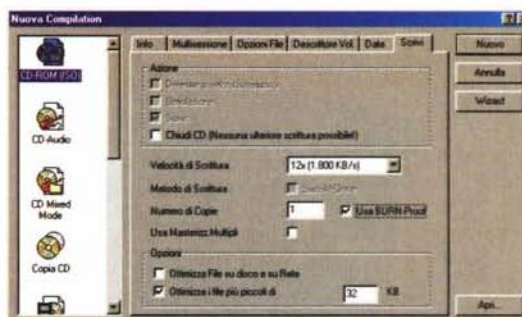 Nuova Compilation
CD-ROM (ISO)
CD-Audio
CD Mixed
Mode
Copia CD
Info
Multisessione
Opzioni File
Descrittore Vol.
Data
Scrivi
Azione
Chiudi CD (Nessuna ulteriore scrittura possibile!)
Velocità di Scrittura
12x (1.800 KB/s)
Metodo di Scrittura
Numero di Copie
1
Usa BURN-Proof
Usa Masterizz. Multipli
Opzioni
Ottimizza File su disco e su Rete
Ottimizza i file più piccoli di
32
KB
Nuovo
Annulla
Wizard
Apri...